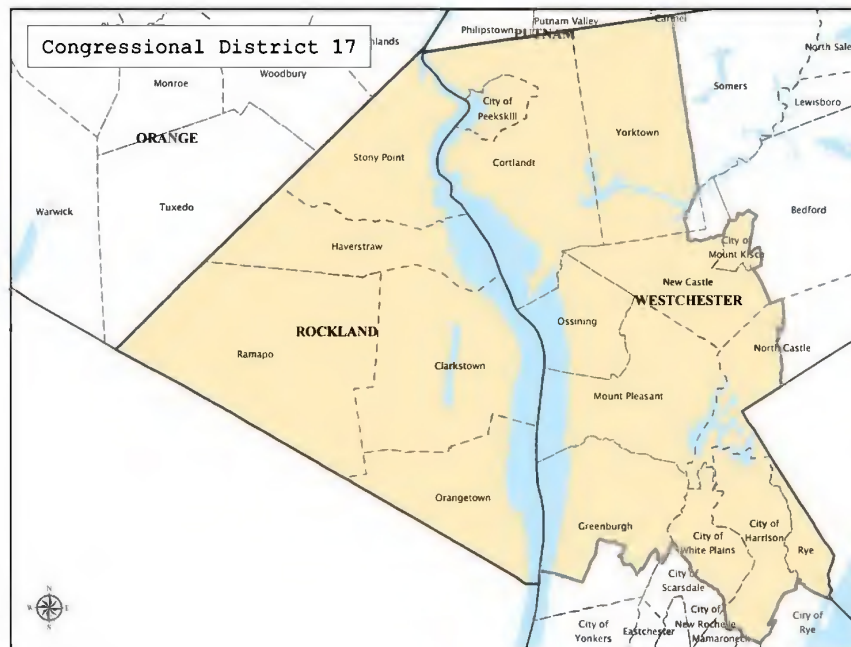 Congressional District 17
Philipstown
Putnam Valley
Carmel
PUTNAM
North Sale
Woodbury
Monroe
Somers
Lewisboro
City of
Peekskill
ORANGE
Yorktown
Stony Point
Cortlandt
Warwick
Tuxedo
Bedford
Haverstraw
City of
Mount Kisco
New Castle
WESTCHESTER
ROCKLAND
Ossining
Ramapo
North Castle
Clarkstown
Mount Pleasant
Orangetown
Greenburgh
City of
White Plains
City of
Harrison
Rye
City of
Scarsdale
City of
Yonkers
Eastchester
City of
New Rochelle
Mamaroneck
City of
Rye
N
W
E
S